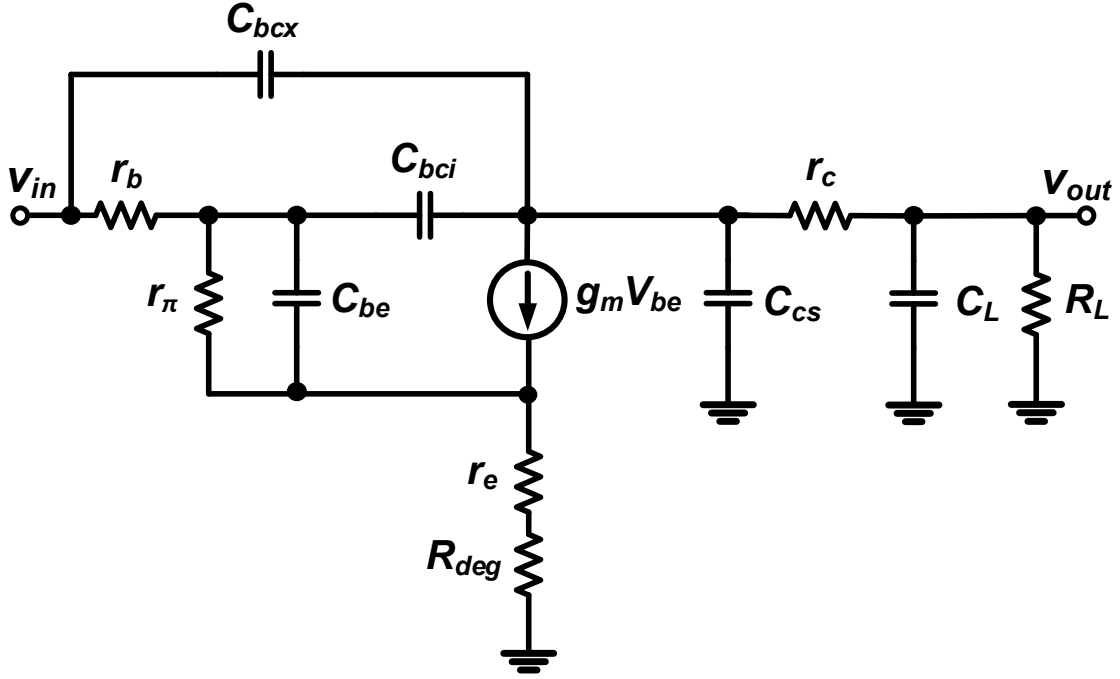 C_bcx
v_in
r_b
C_bci
r_c
v_out
r_π
C_be
g_mV_be
C_cs
C_L
R_L
r_e
R_deg